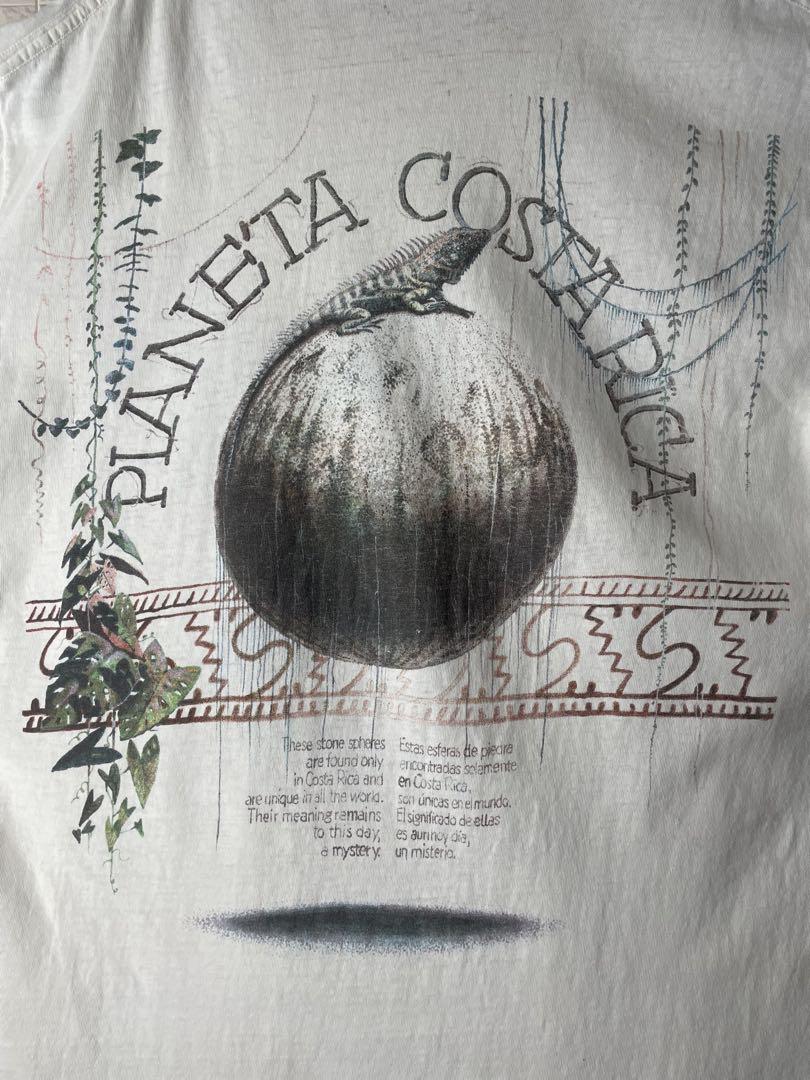 PLANETA COSTA RICA
These stone spheres
are found only
in Costa Rica and
are unique in all the world.
Their meaning remains
to this day,
a mystery.
Estas esferas de piedra
encontradas solamente
en Costa Rica,
son únicas en el mundo.
El significado de ellas
es aun hoy día,
un misterio.